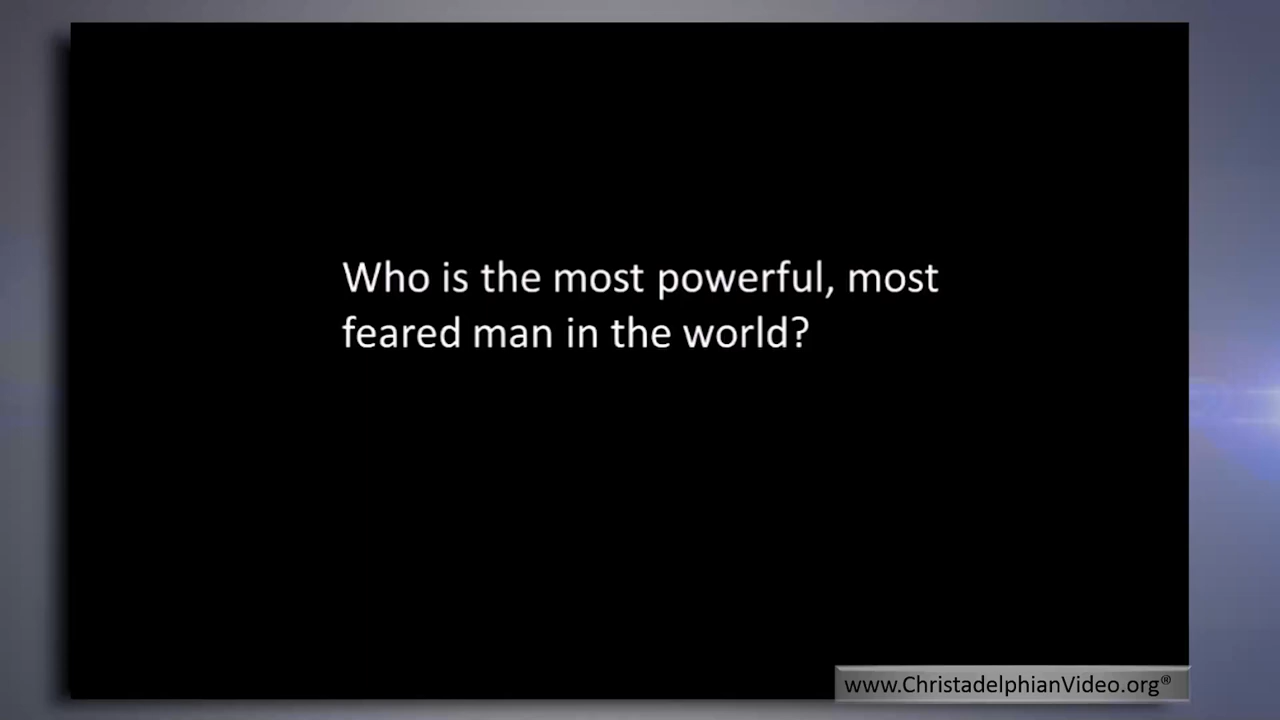 Who is the most powerful, most
feared man in the world?
www.ChristadelphianVideo.org®